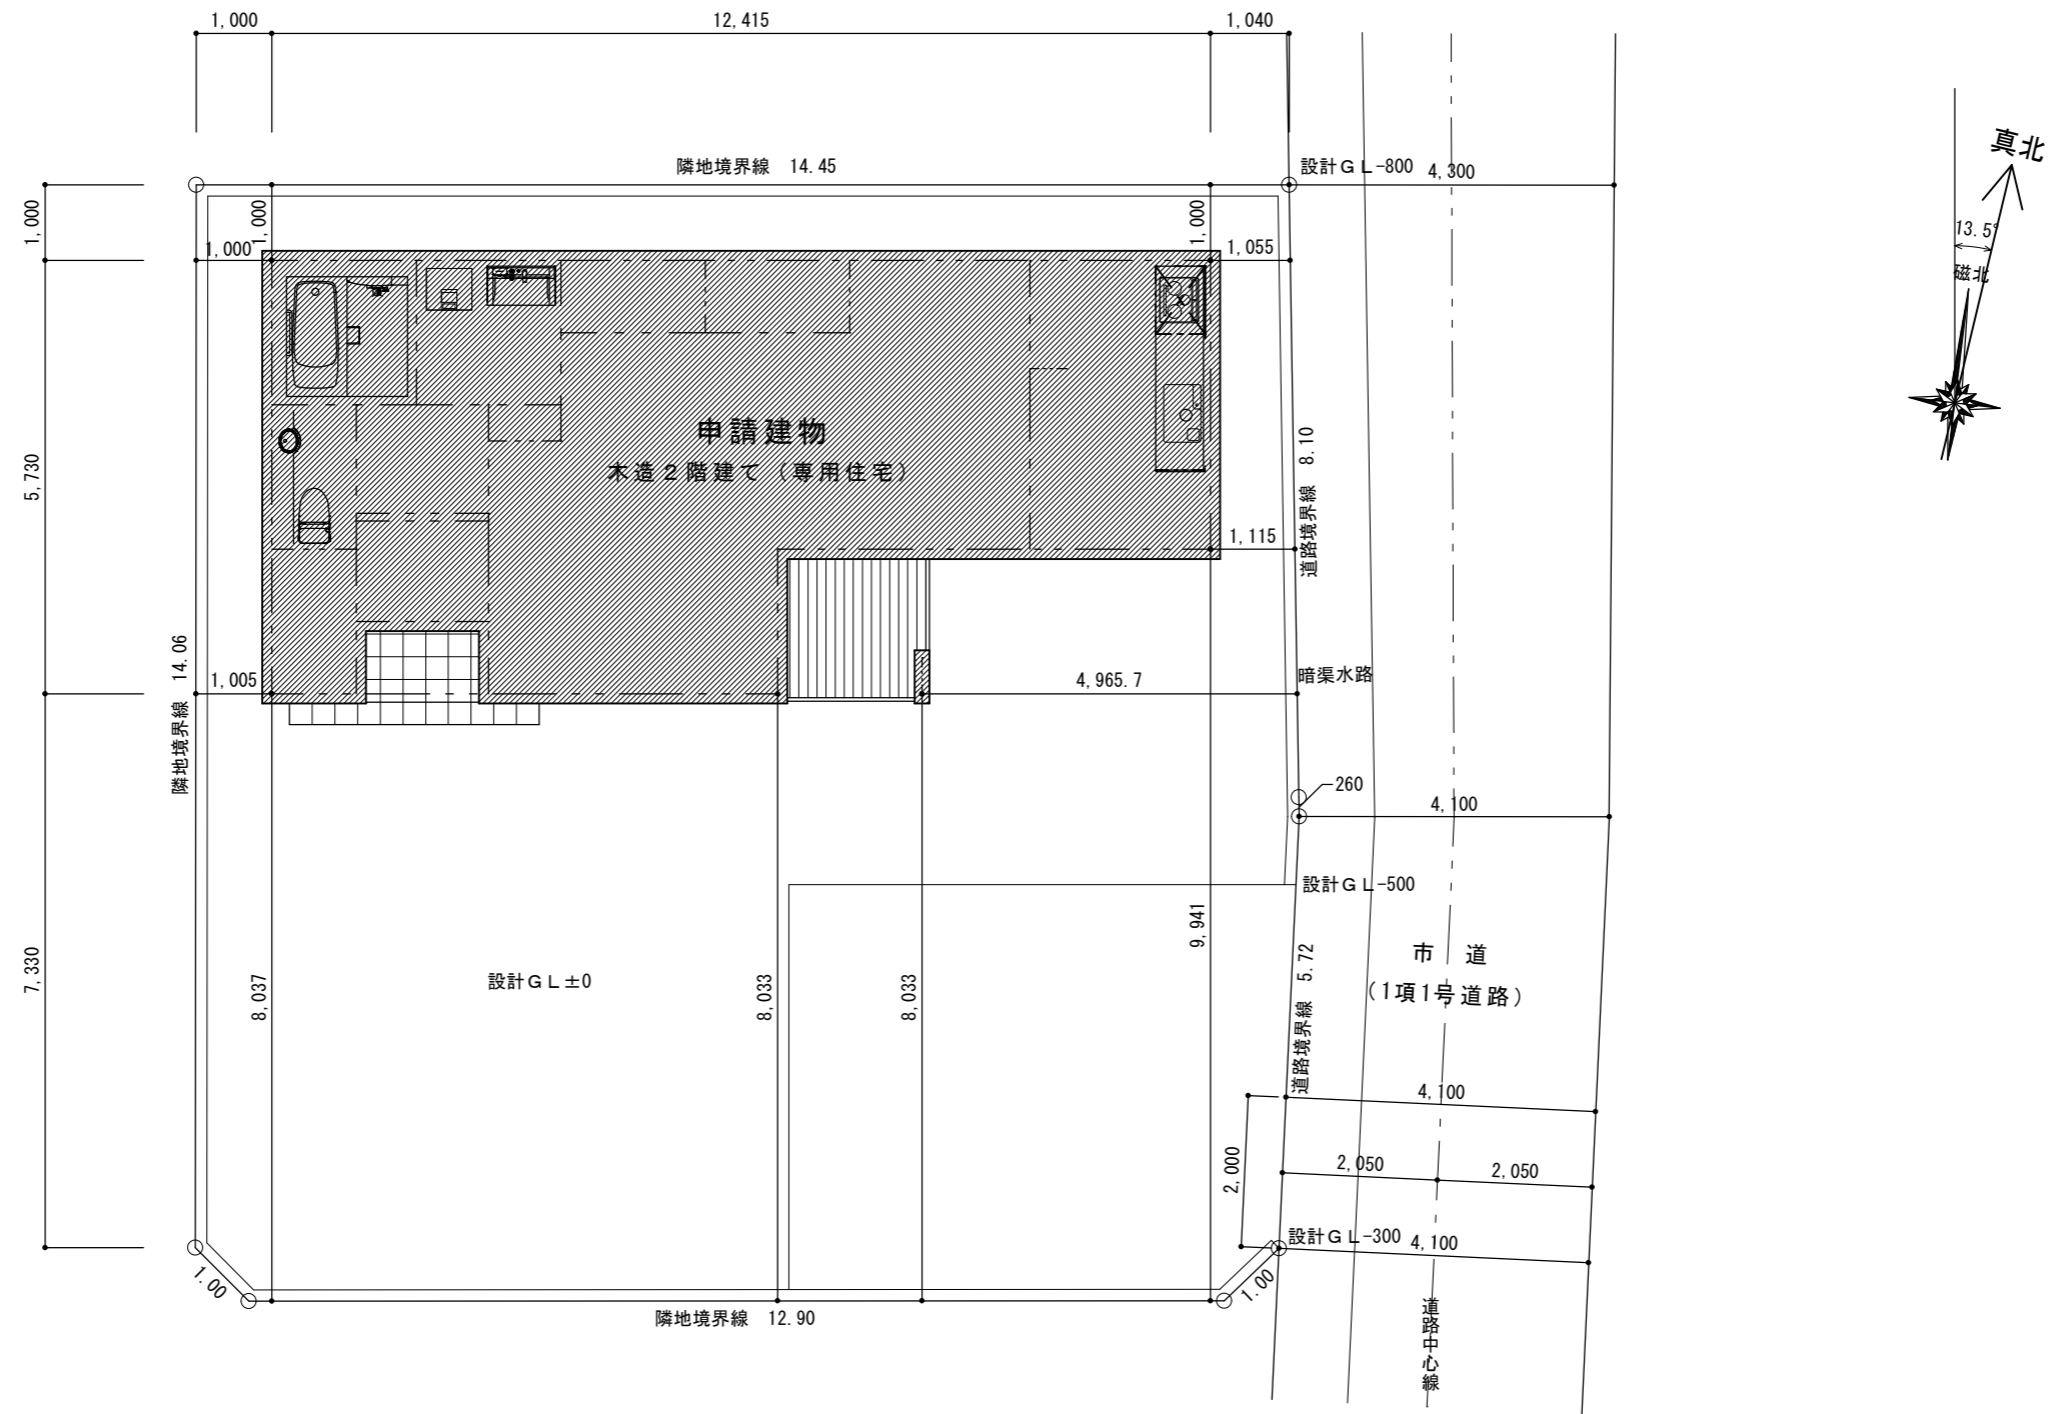 1,000
12,415
1,040
隣地境界線 14.45
設計GL-800
4,300
真北
13.5°
磁北
1,000
1,000
1,000
1,000
1,055
5,730
申請建物
木造2階建て(専用住宅)
道路境界線 8.10
1,115
隣地境界線 14.06
1,005
4,965.7
暗渠水路
260
4,100
設計GL-500
7,330
8,037
設計GL±0
8,033
8,033
9,941
道路境界線 5.72
市 道
(1項1号道路)
4,100
2,000
2,050
2,050
設計GL-300
4,100
1.00
1.00
隣地境界線 12.90
道路中心線